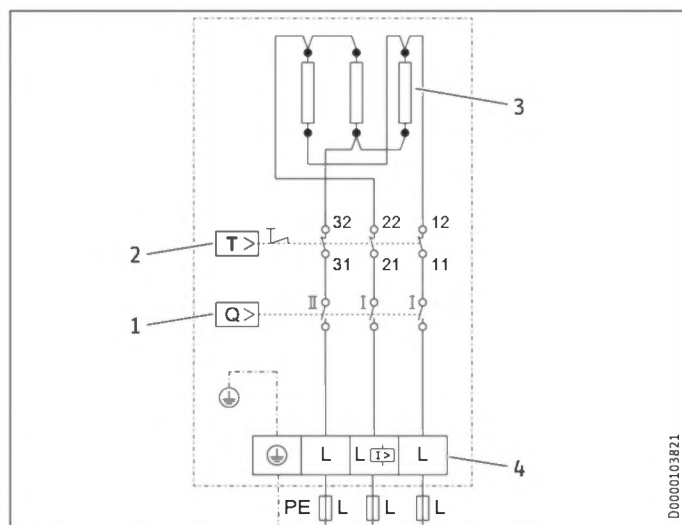 3
32 22 12
2 T>
31 21 11
II I I
1 Q>
L L I> L
4
PE L L L
D0000103821